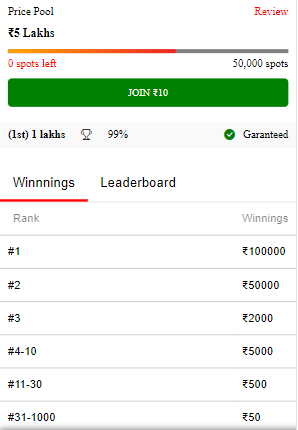 Price Pool Review
₹5 Lakhs
0 spots left 50,000 spots
JOIN ₹10
(1st) 1 lakhs 99% Garanteed
Winnnings Leaderboard
Rank Winnings
#1 ₹100000
#2 ₹50000
#3 ₹2000
#4-10 ₹5000
#11-30 ₹500
#31-1000 ₹50